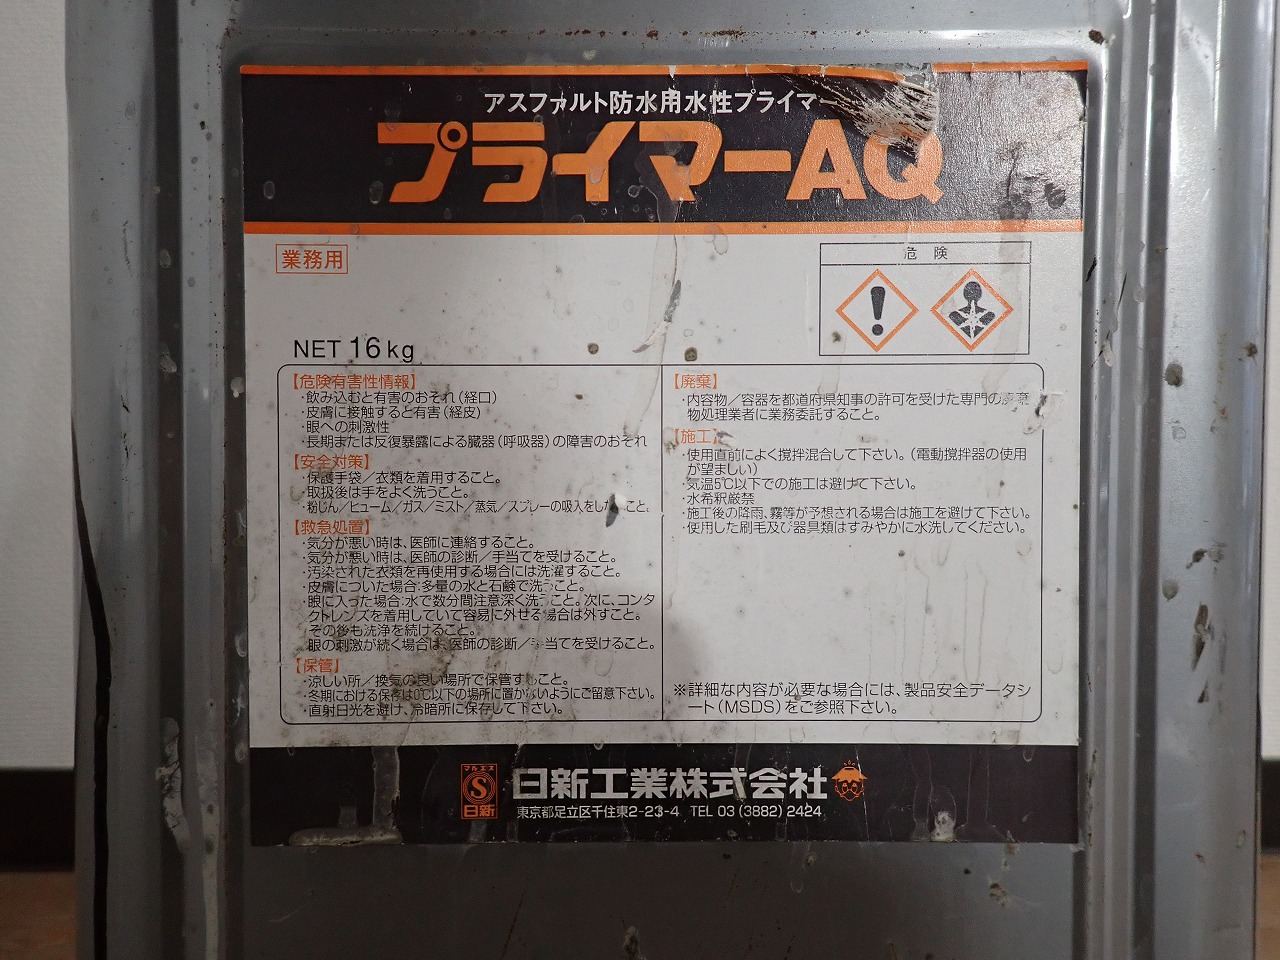 アスファルト防水用水性プライマー
プライマーAQ
業務用
危険
NET 16kg
【危険有害性情報】
・飲み込むと有害のおそれ(経口)
・皮膚に接触すると有害(経皮)
・眼への刺激性
・長期または反復暴露による臓器(呼吸器)の障害のおそれ
【安全対策】
・保護手袋/衣類を着用すること。
・取扱後は手をよく洗うこと。
・粉じん/ヒューム/ガス/ミスト/蒸気/スプレーの吸入をし こと。
【救急処置】
・気分が悪い時は、医師に連絡すること。
・気分が悪い時は、医師の診断/手当てを受けること。
・汚染された衣類を再使用する場合には洗濯すること。
・皮膚についた場合:多量の水と石鹸で洗うこと。
・眼に入った場合:水で数分間注意深く洗うこと。次に、コンタ
クトレンズを着用していて容易に外せる場合は外すこと。
その後も洗浄を続けること。
眼の刺激が続く場合は、医師の診断/手当てを受けること。
【保管】
・涼しい所/換気の良い場所で保管すること。
・冬期における保存は0℃以下の場所に置かないようにご留意下さい。
・直射日光を避け、冷暗所に保存して下さい。
【廃棄】
・内容物/容器を都道府県知事の許可を受けた専門の廃棄
物処理業者に業務委託すること。
【施工】
・使用直前によく撹拌混合して下さい。(電動撹拌器の使用
が望ましい)
・気温5℃以下での施工は避けて下さい。
・水希釈厳禁
・施工後の降雨、霧等が予想される場合は施工を避けて下さい。
・使用した刷毛及び器具類はすみやかに水洗してください。
※詳細な内容が必要な場合には、製品安全データシ
ート(MSDS)をご参照下さい。
マルエス
S
日新
日新工業株式会社
東京都足立区千住東2-23-4 TEL 03(3882)2424